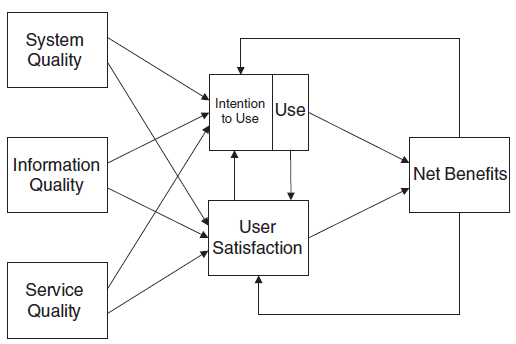 System
Quality
Intention
to Use
Use
Information
Quality
Net Benefits
User
Satisfaction
Service
Quality